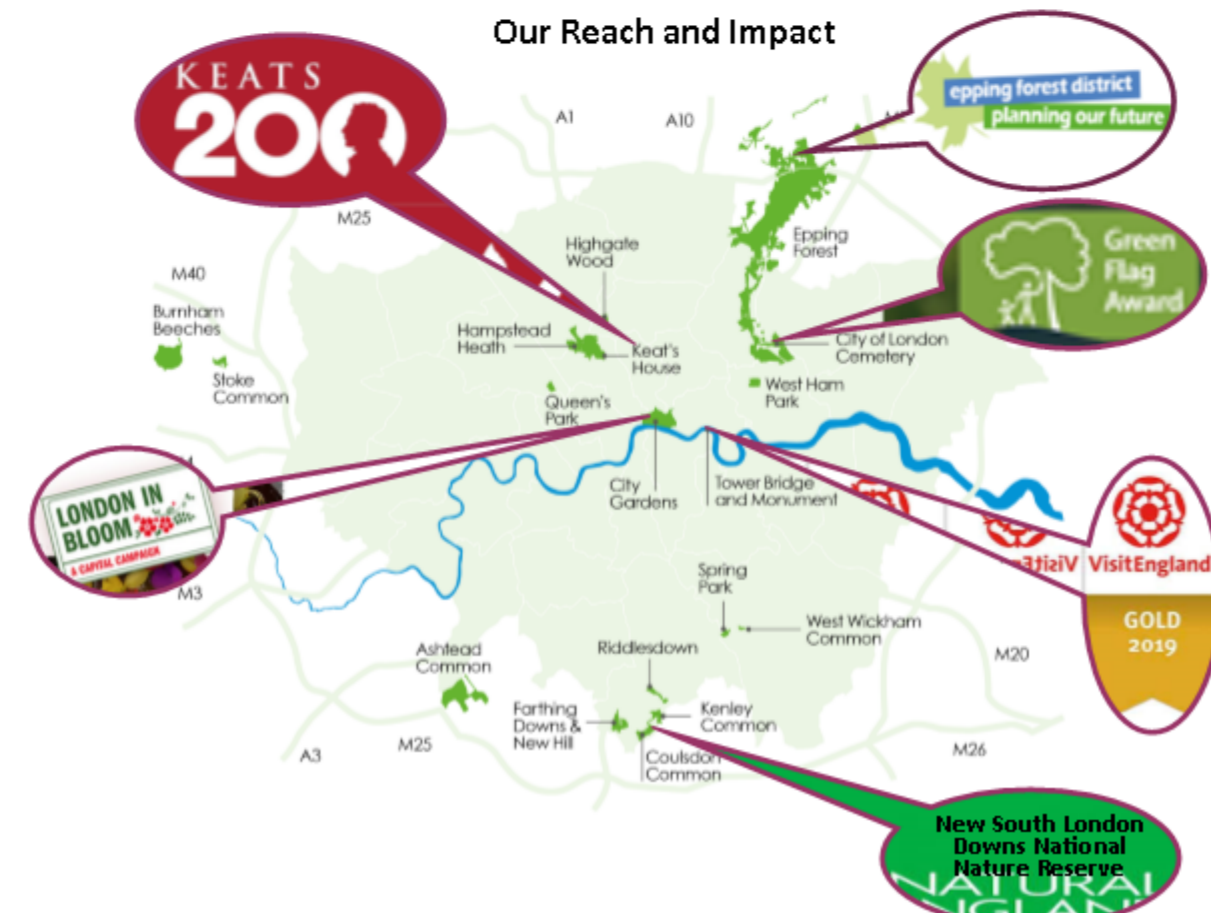 Our Reach and Impact
KEATS
200
epping forest district
planning our future
A1
A10
M25
Green
Flag
Award
Highgate
Wood
Epping
Forest
M40
Burnham
Beeches
Hampstead
Heath
Keat's
House
City of London
Cemetery
Stoke
Common
Queen's
Park
West Ham
Park
LONDON IN
BLOOM
A CAPITAL CAMPAIGN
City
Gardens
Tower Bridge
and Monument
VisitEngland
GOLD
2019
M3
Spring
Park
West Wickham
Common
M20
Ashtead
Common
Riddlesdown
Farthing
Downs &
New Hill
Kenley
Common
Coulsdon
Common
A3
M25
M26
New South London
Downs National
Nature Reserve
NATURAL